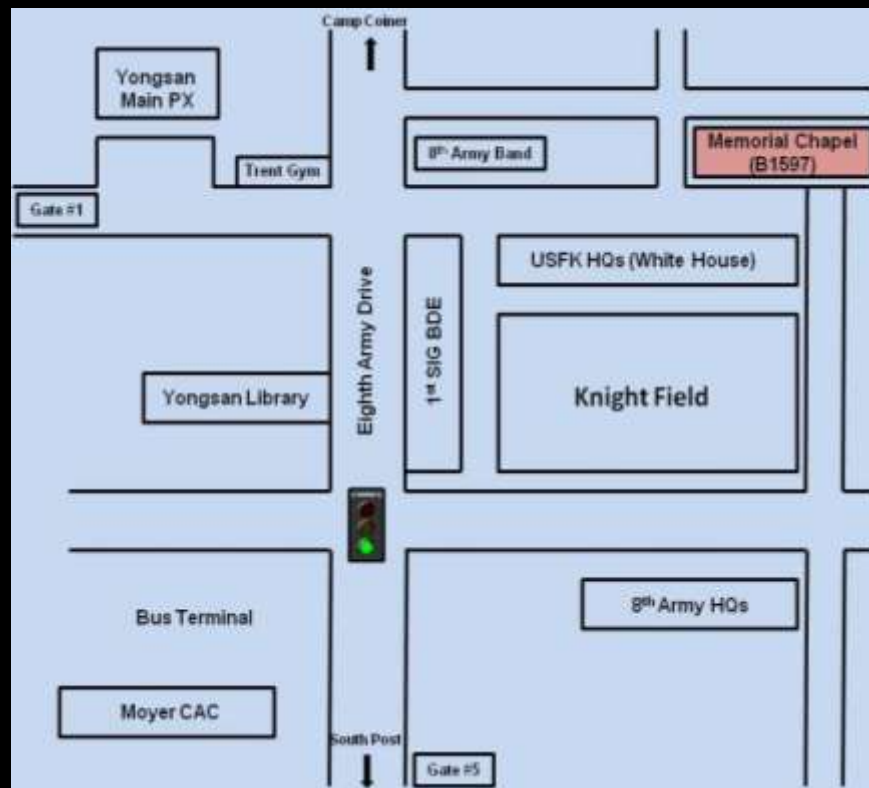 Camp Coiner
Yongsan
Main PX
Trent Gym
8th Army Band
Memorial Chapel
(B1597)
Gate #1
USFK HQs (White House)
Eighth Army Drive
1st SIG BDE
Knight Field
Yongsan Library
8th Army HQs
Bus Terminal
Moyer CAC
South Post
Gate #5